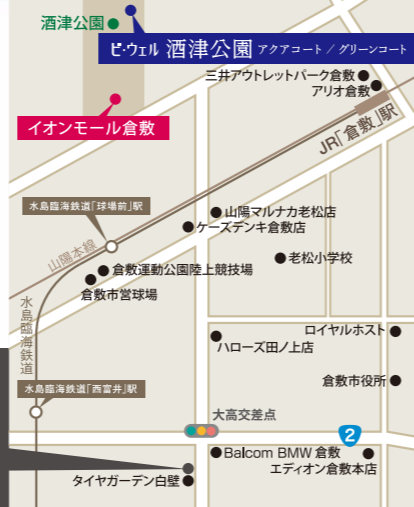 酒津公園
ビ・ウェル 酒津公園 アクアコート / グリーンコート
三井アウトレットパーク倉敷
アリオ倉敷
イオンモール倉敷
JR「倉敷」駅
水島臨海鉄道「球場前」駅
山陽マルナカ老松店
ケーズデンキ倉敷店
山陽本線
老松小学校
倉敷運動公園陸上競技場
倉敷市営球場
水島臨海鉄道
ロイヤルホスト
ハローズ田ノ上店
倉敷市役所
水島臨海鉄道「西富井」駅
大高交差点
2
Balcom BMW 倉敷
エディオン倉敷本店
タイヤガーデン白壁